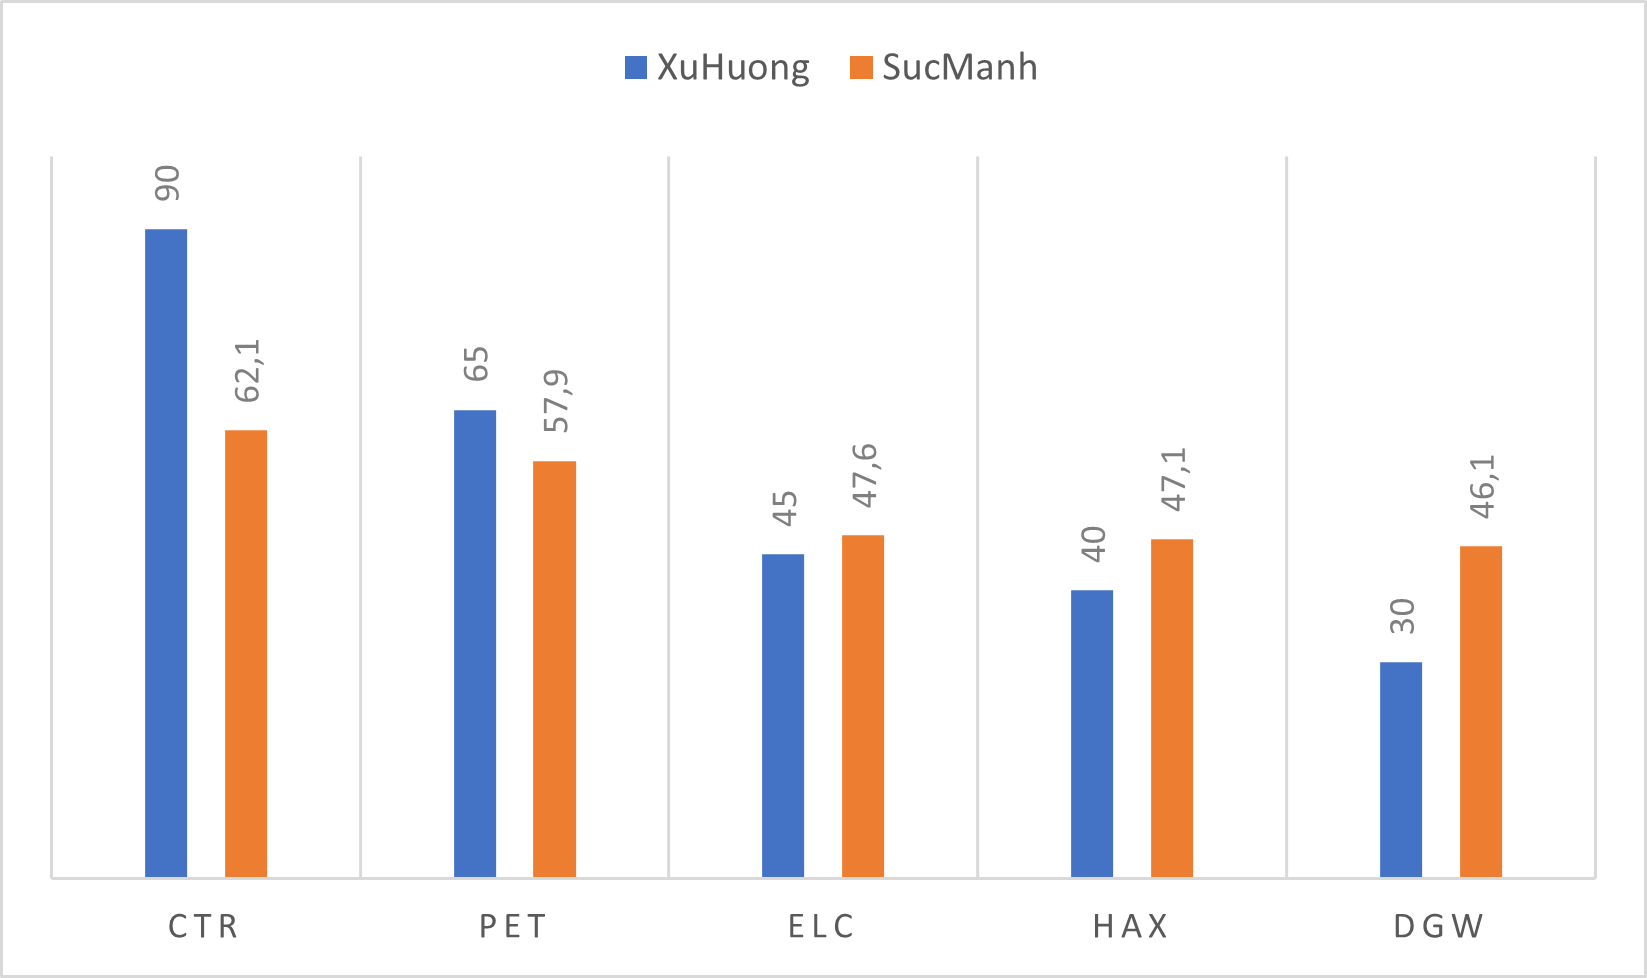 XuHuong SucManh
90 62,1 65 57,9 45 47,6 40 47,1 30 46,1
CTR PET ELC HAX DGW